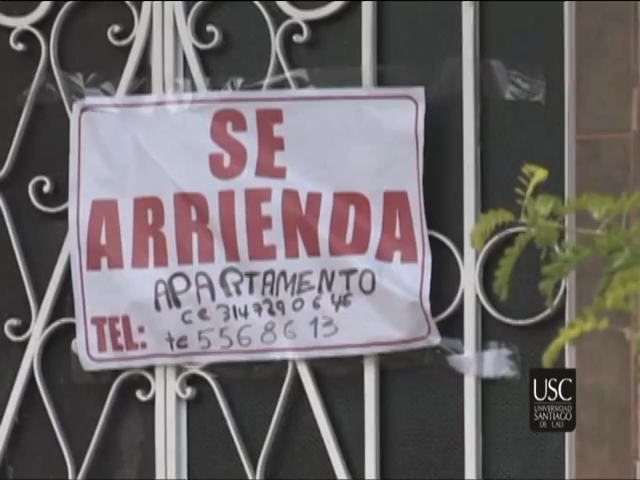 SE
ARRIENDA
APARTAMENTO
ce 3147290646
TEL: te 5568613
USC
UNIVERSIDAD
SANTIAGO
DE CALI